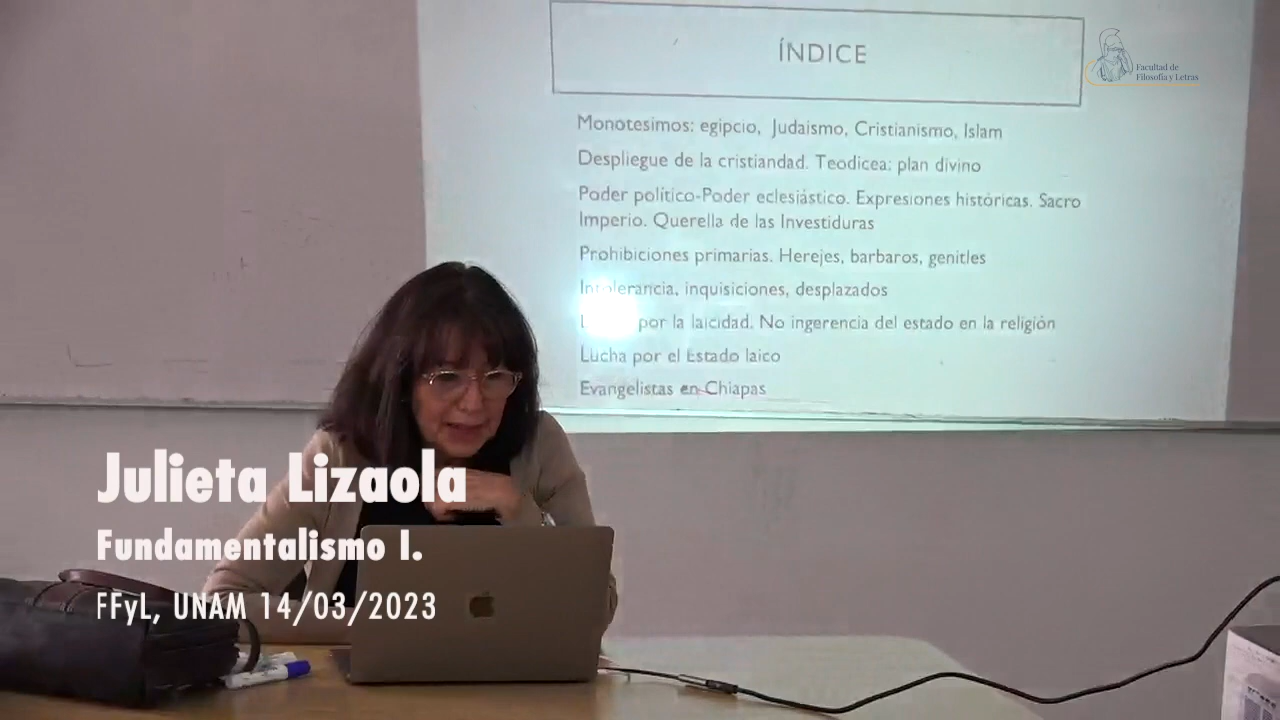 ÍNDICE
Facultad de
Filosofía y Letras
Monotesimos: egipcio, Judaismo, Cristianismo, Islam
Despliegue de la cristiandad. Teodicea: plan divino
Poder político-Poder eclesiástico. Expresiones históricas. Sacro
Imperio. Querella de las Investiduras
Prohibiciones primarias. Herejes, barbaros, genitles
Intolerancia, inquisiciones, desplazados
por la laicidad. No ingerencia del estado en la religión
Lucha por el Estado laico
Evangelistas en Chiapas
Julieta Lizaola
Fundamentalismo I.
FFyL, UNAM 14/03/2023